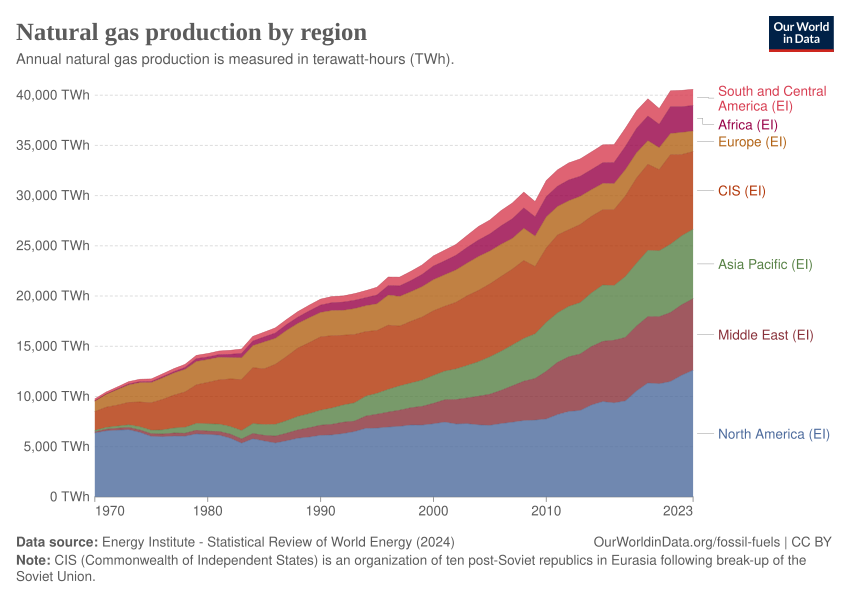 Natural gas production by region
Annual natural gas production is measured in terawatt-hours (TWh).
Our World
in Data
40,000 TWh
35,000 TWh
30,000 TWh
25,000 TWh
20,000 TWh
15,000 TWh
10,000 TWh
5,000 TWh
0 TWh
1970
1980
1990
2000
2010
2023
South and Central
America (EI)
Africa (EI)
Europe (EI)
CIS (EI)
Asia Pacific (EI)
Middle East (EI)
North America (EI)
Data source: Energy Institute - Statistical Review of World Energy (2024)
OurWorldinData.org/fossil-fuels | CC BY
Note: CIS (Commonwealth of Independent States) is an organization of ten post-Soviet republics in Eurasia following break-up of the
Soviet Union.